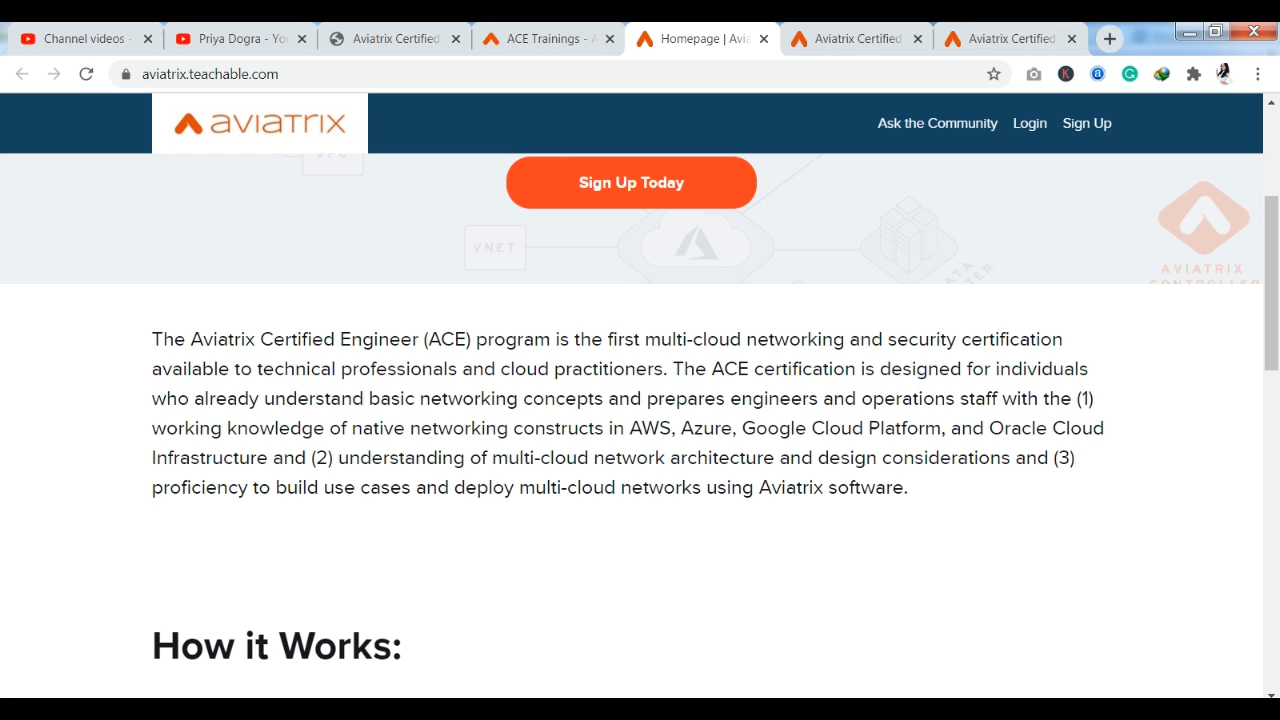 Channel videos -
Priya Dogra - Yo
Aviatrix Certified
Trainings - A
Homepage | Avia
Aviatrix Certified
Aviatrix Certified
aviatrix.teachable.com
aviatrix
Ask the Community
Login
Sign Up
VPC
Sign Up Today
VNET
AVIATRIX
CONTROLLER
The Aviatrix Certified Engineer (ACE) program is the first multi-cloud networking and security certification
available to technical professionals and cloud practitioners. The ACE certification is designed for individuals
who already understand basic networking concepts and prepares engineers and operations staff with the (1)
working knowledge of native networking constructs in AWS, Azure, Google Cloud Platform, and Oracle Cloud
Infrastructure and (2) understanding of multi-cloud network architecture and design considerations and (3)
proficiency to build use cases and deploy multi-cloud networks using Aviatrix software.
How it Works: